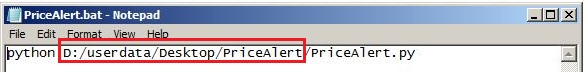 PriceAlert.bat - Notepad
File Edit Format View Help
python D:/userdata/Desktop/PriceAlert/PriceAlert.py